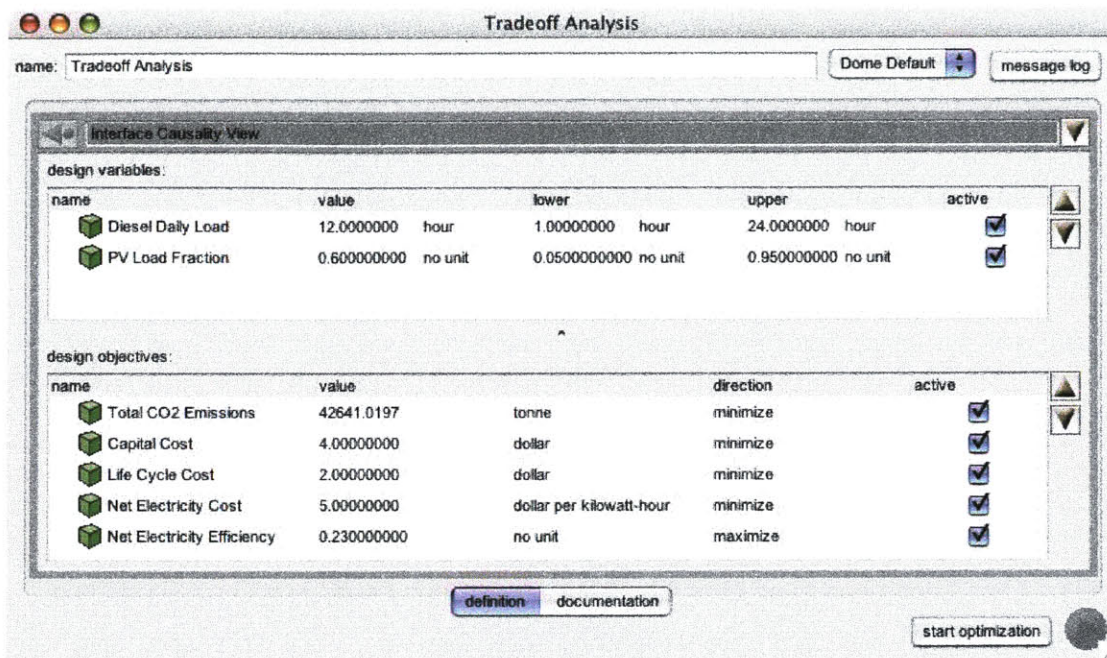 Tradeoff Analysis
name: Tradeoff Analysis Dome Default message log
Interface Causality View
design variables:
name value lower upper active
Diesel Daily Load 12.0000000 hour 1.00000000 hour 24.0000000 hour
PV Load Fraction 0.600000000 no unit 0.0500000000 no unit 0.950000000 no unit
design objectives:
name value direction active
Total CO2 Emissions 42641.0197 tonne minimize
Capital Cost 4.00000000 dollar minimize
Life Cycle Cost 2.00000000 dollar minimize
Net Electricity Cost 5.00000000 dollar per kilowatt-hour minimize
Net Electricity Efficiency 0.230000000 no unit maximize
definition documentation
start optimization